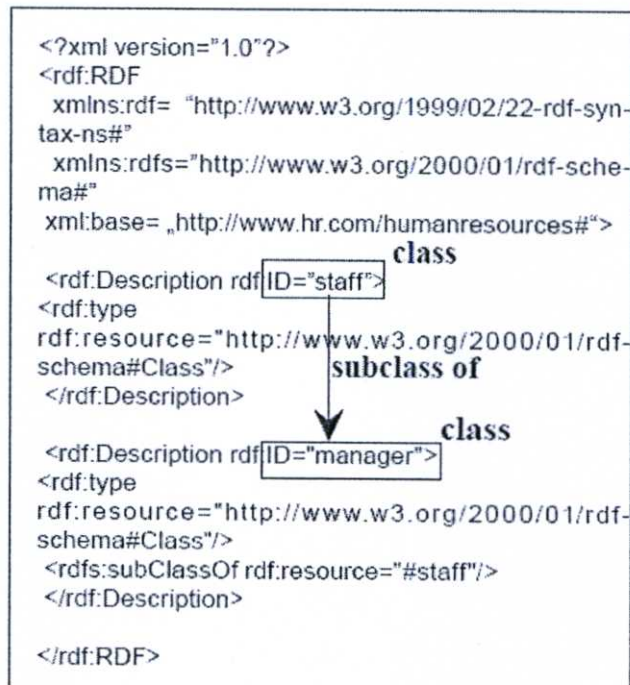 <?xml version="1.0"?>
<rdf:RDF
xmlns:rdf= "http://www.w3.org/1999/02/22-rdf-syn-
tax-ns#"
xmlns:rdfs="http://www.w3.org/2000/01/rdf-sche-
ma#"
xml:base= „http://www.hr.com/humanresources#“>
class
<rdf:Description rdf ID="staff">
<rdf:type
rdf:resource="http://www.w3.org/2000/01/rdf-
schema#Class"/>
subclass of
</rdf:Description>
class
<rdf:Description rdf ID="manager">
<rdf:type
rdf:resource="http://www.w3.org/2000/01/rdf-
schema#Class"/>
<rdfs:subClassOf rdf:resource="#staff"/>
</rdf:Description>
</rdf:RDF>